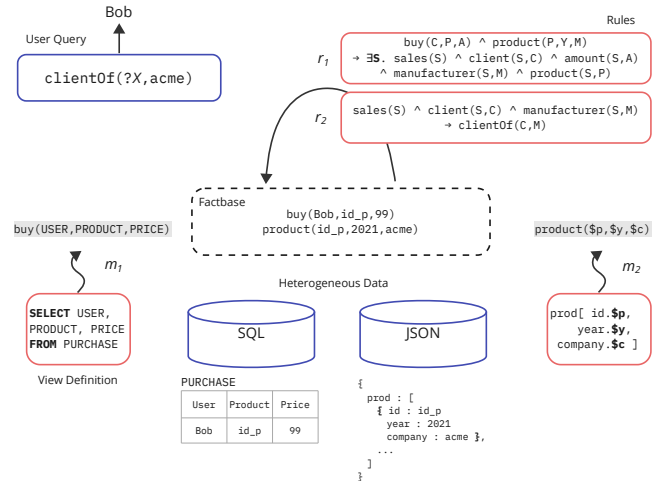 Bob
User Query
clientOf(?X,acme)
Rules
r1
buy(C,P,A) ^ product(P,Y,M)
→ ∃S. sales(S) ^ client(S,C) ^ amount(S,A)
^ manufacturer(S,M) ^ product(S,P)
r2
sales(S) ^ client(S,C) ^ manufacturer(S,M)
→ clientOf(C,M)
Factbase
buy(Bob,id_p,99)
product(id_p,2021,acme)
buy(USER,PRODUCT,PRICE)
product($p,$y,$c)
m1
m2
Heterogeneous Data
SELECT USER,
PRODUCT, PRICE
FROM PURCHASE
View Definition
SQL
JSON
prod[ id.$p,
year.$y,
company.$c ]
PURCHASE
User Product Price
Bob id_p 99
{
prod : [
{ id : id_p
year : 2021
company : acme },
...
]
}